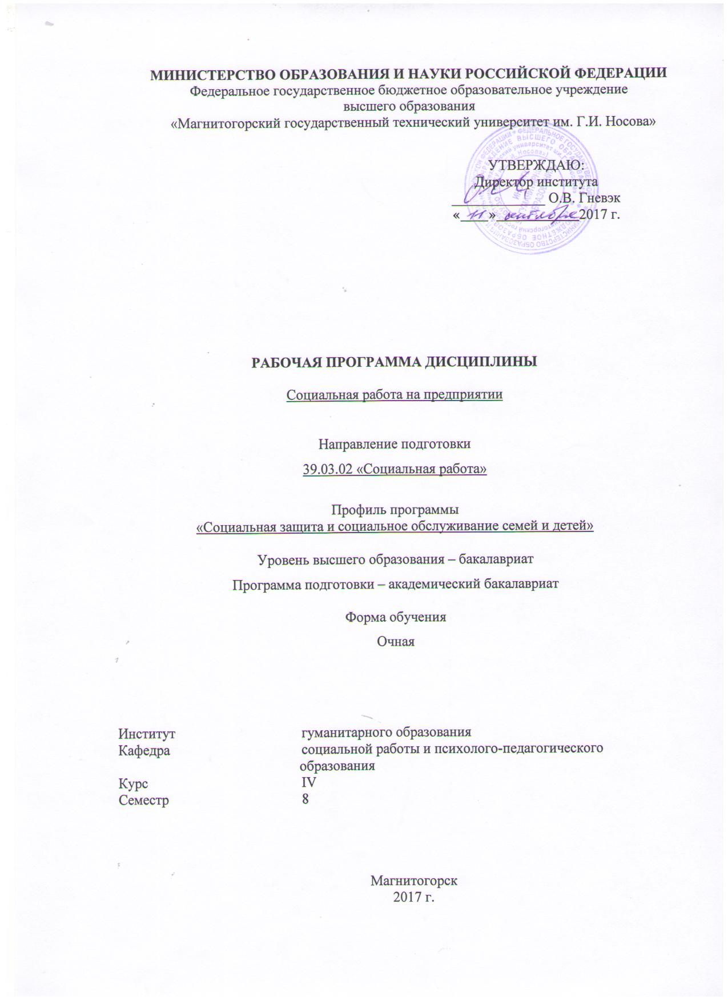 МИНИСТЕРСТВО ОБРАЗОВАНИЯ И НАУКИ РОССИЙСКОЙ ФЕДЕРАЦИИ
Федеральное государственное бюджетное образовательное учреждение
высшего образования
«Магнитогорский государственный технический университет им. Г.И. Носова»
УТВЕРЖДАЮ:
Директор института
О.В. Гневэк
«11» сентября 2017 г.
РАБОЧАЯ ПРОГРАММА ДИСЦИПЛИНЫ
Социальная работа на предприятии
Направление подготовки
39.03.02 «Социальная работа»
Профиль программы
«Социальная защита и социальное обслуживание семей и детей»
Уровень высшего образования – бакалавриат
Программа подготовки – академический бакалавриат
Форма обучения
Очная
Институт гуманитарного образования
Кафедра социальной работы и психолого-педагогического
образования
Курс IV
Семестр 8
Магнитогорск
2017 г.